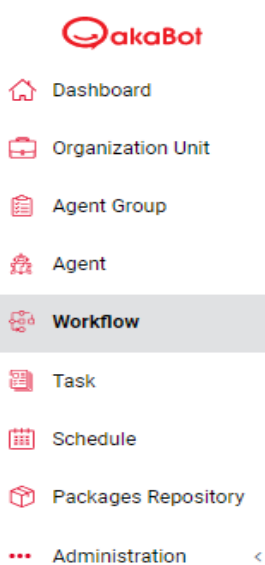 akaBot
Dashboard
Organization Unit
Agent Group
Agent
Workflow
Task
Schedule
Packages Repository
Administration